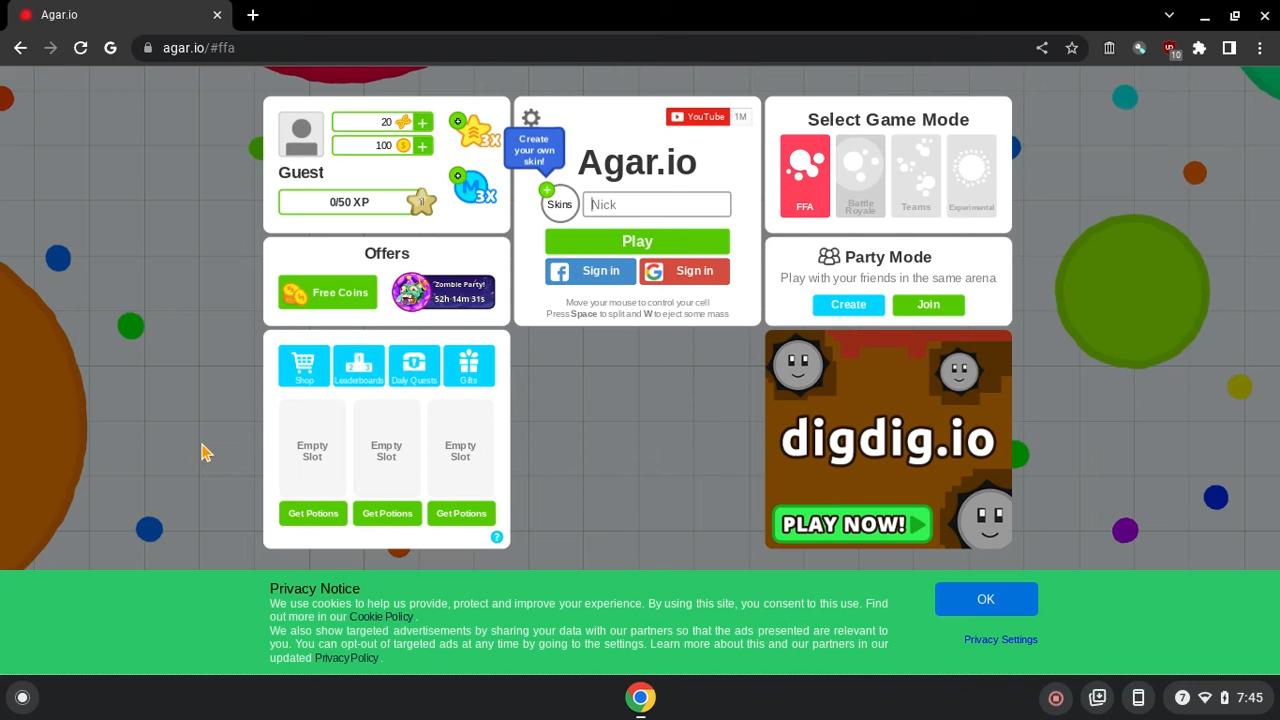 Agar.io
agar.io/#ffa
10
20
100
3X
Guest
0/50 XP
1
M
3X
Create
your own
skin!
YouTube
1M
Agar.io
Skins
Nick
Play
Sign in
Sign in
Move your mouse to control your cell
Press Space to split and W to eject some mass
Select Game Mode
FFA
Battle
Royale
Teams
Experimental
Party Mode
Play with your friends in the same arena
Create
Join
Offers
Free Coins
Zombie Party!
52h 14m 31s
Shop
Leaderboards
Daily Quests
Gifts
Empty
Slot
Empty
Slot
Empty
Slot
Get Potions
Get Potions
Get Potions
?
digdig.io
PLAY NOW!
Privacy Notice
We use cookies to help us provide, protect and improve your experience. By using this site, you consent to this use. Find
out more in our Cookie Policy .
We also show targeted advertisements by sharing your data with our partners so that the ads presented are relevant to
you. You can opt-out of targeted ads at any time by going to the settings. Learn more about this and our partners in our
updated Privacy Policy .
OK
Privacy Settings
7
7:45